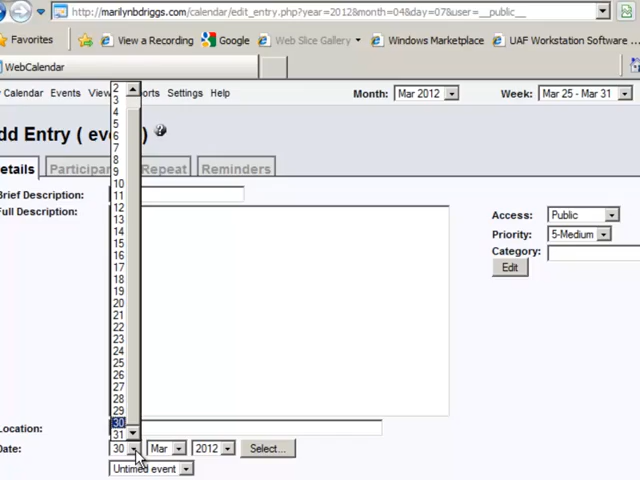 http://marilynbdriggs.com/calendar/edit_entry.php?year=2012&month=04&day=07&user=__public__
Favorites View a Recording Google Web Slice Gallery Windows Marketplace UAF Workstation Software ...
WebCalendar
Calendar Events Settings Help Month: Mar 2012 Week: Mar 25 - Mar 31
dd Entry
etails Repeat Reminders
Brief Description:
Full Description:
Access: Public
Priority: 5-Medium
Category:
Edit
2
3
4
5
6
7
8
9
10
11
12
13
14
15
16
17
18
19
20
21
22
23
24
25
26
27
28
29
30
31
Location:
Date: 30 Mar 2012 Select...
Untimed event